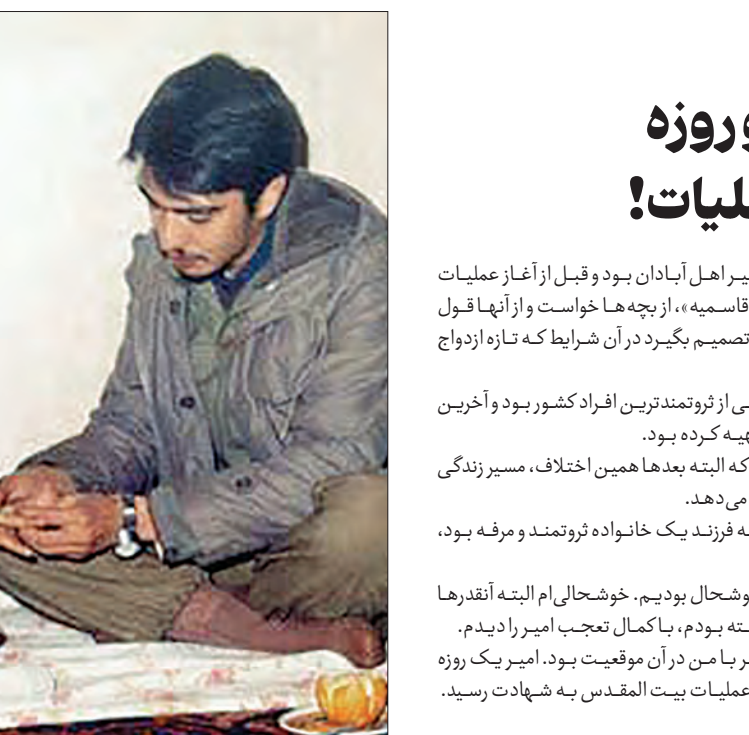 و روزه
لیات!
یر اهل آبادان بود و قبل از آغاز عملیات
قاسمیه»، از بچه‌ها خواست و از آنها قول
تصمیم بگیرد در آن شرایط که تازه ازدواج
ی از ثروتمندترین افراد کشور بود و آخرین
هیه کرده بود.
که البته بعدها همین اختلاف، مسیر زندگی
می‌دهد.
ه فرزند یک خانواده ثروتمند و مرفه بود،
وشحال بودیم. خوشحالی‌ام البته آنقدرها
ته بودم، با کمال تعجب امیر را دیدم.
ر با من در آن موقعیت بود. امیر یک روزه
عملیات بیت المقدس به شهادت رسید.